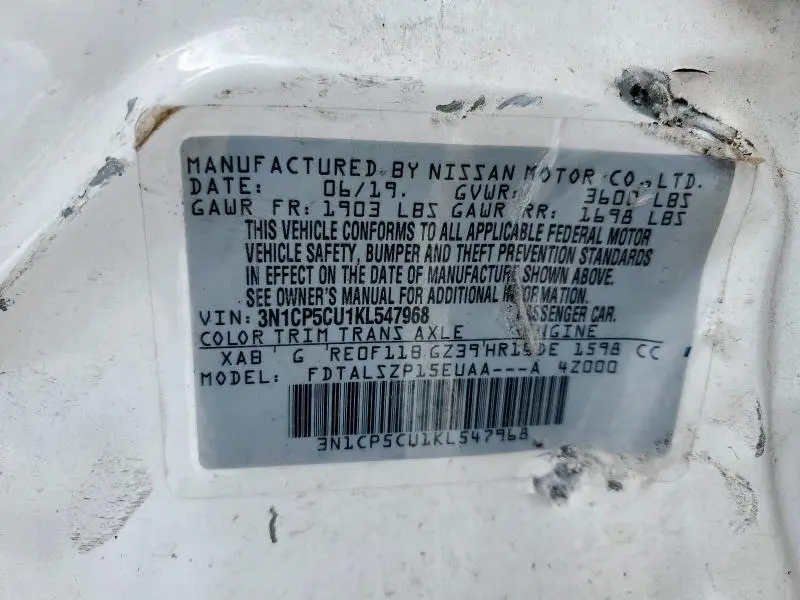 MANUFACTURED BY NISSAN MOTOR CO.,LTD.
DATE: 06/19. GVWR: 3600 LBS
GAWR FR: 1903 LBS GAWR RR: 1698 LBS
THIS VEHICLE CONFORMS TO ALL APPLICABLE FEDERAL MOTOR
VEHICLE SAFETY, BUMPER AND THEFT PREVENTION STANDARDS
IN EFFECT ON THE DATE OF MANUFACTURE SHOWN ABOVE.
SEE OWNER'S MANUAL FOR ADDITIONAL INFORMATION.
VIN: 3N1CP5CU1KL547968 PASSENGER CAR.
COLOR TRIM TRANS AXLE ENGINE
XAB G RE0F11B GZ39 HR16DE 1598 CC
MODEL: FDTALSZP15EUAA---A 4Z000
3N1CP5CU1KL547968